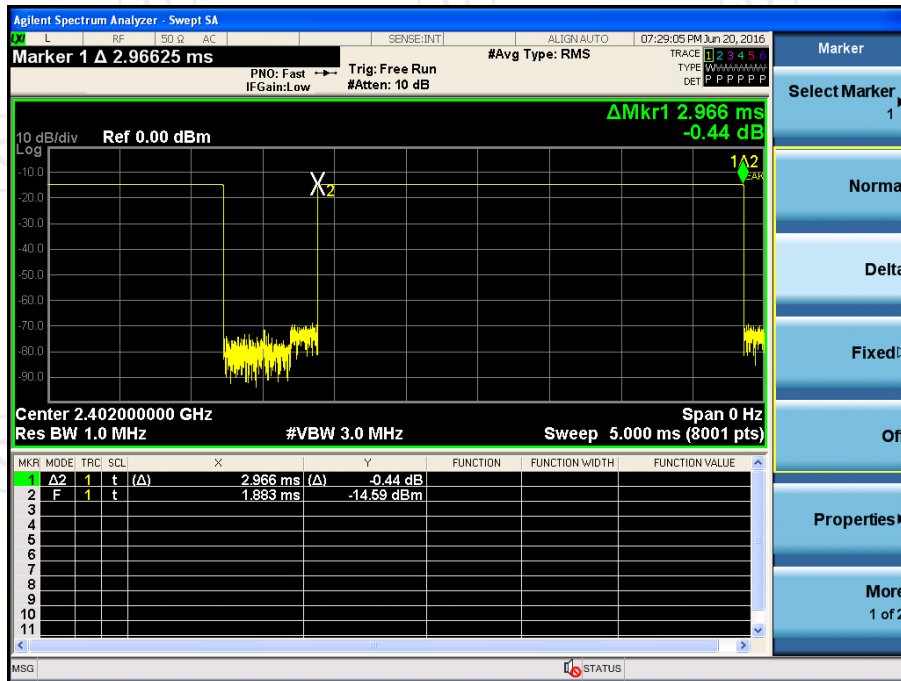 Agilent Spectrum Analyzer - Swept SA
LXI L RF 50 Ω AC SENSE:INT ALIGN AUTO 07:29:05 PM Jun 20, 2016
Marker 1 Δ 2.96625 ms #Avg Type: RMS TRACE 1 2 3 4 5 6
PNO: Fast Trig: Free Run TYPE WWWWWW
IFGain:Low #Atten: 10 dB DET P P P P P P
ΔMkr1 2.966 ms
10 dB/div Ref 0.00 dBm -0.44 dB
Log
1Δ2
-10.0
2
-20.0
-30.0
-40.0
-50.0
-60.0
-70.0
-80.0
-90.0
Center 2.402000000 GHz Span 0 Hz
Res BW 1.0 MHz #VBW 3.0 MHz Sweep 5.000 ms (8001 pts)
MKR MODE TRC SCL X Y FUNCTION FUNCTION WIDTH FUNCTION VALUE
1 Δ2 1 t (Δ) 2.966 ms (Δ) -0.44 dB
2 F 1 t 1.883 ms -14.59 dBm
3
4
5
6
7
8
9
10
11
MSG STATUS
Marker
Select Marker
1
Norma
Delta
Fixed
Of
Properties
More
1 of 2